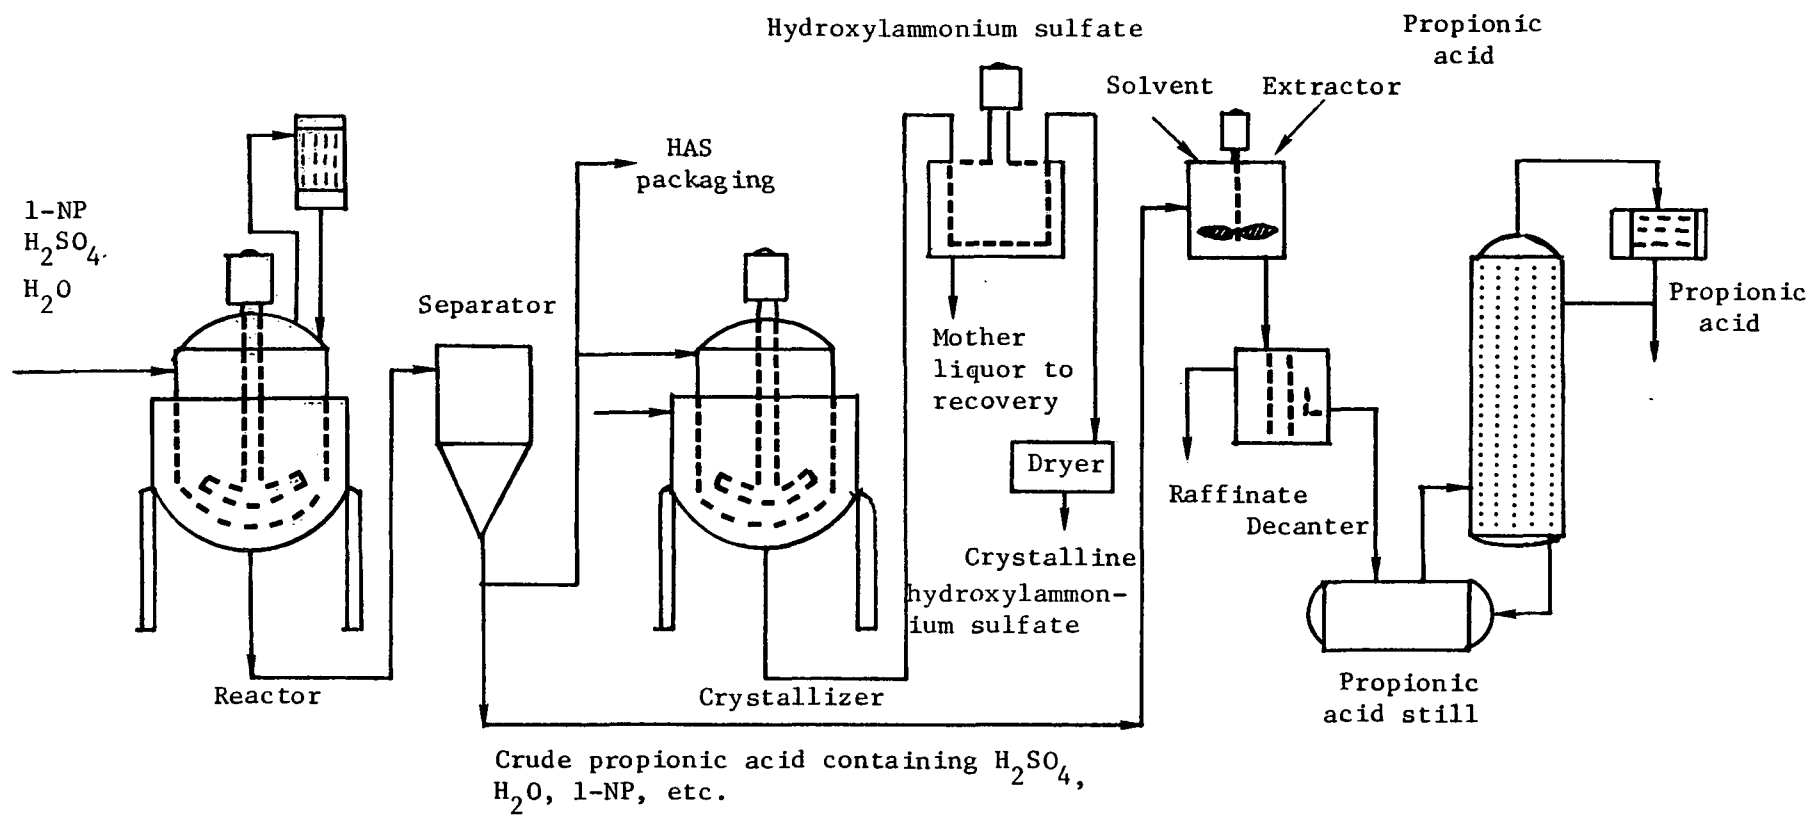 Hydroxylammonium sulfate
Propionic
acid
Solvent
Extractor
HAS
packaging
1-NP
H₂SO₄
H₂O
Separator
Propionic
acid
Mother
liquor to
recovery
Dryer
Raffinate
Decanter
Crystalline
hydroxylammon-
ium sulfate
Reactor
Crystallizer
Propionic
acid still
Crude propionic acid containing H₂SO₄,
H₂O, 1-NP, etc.